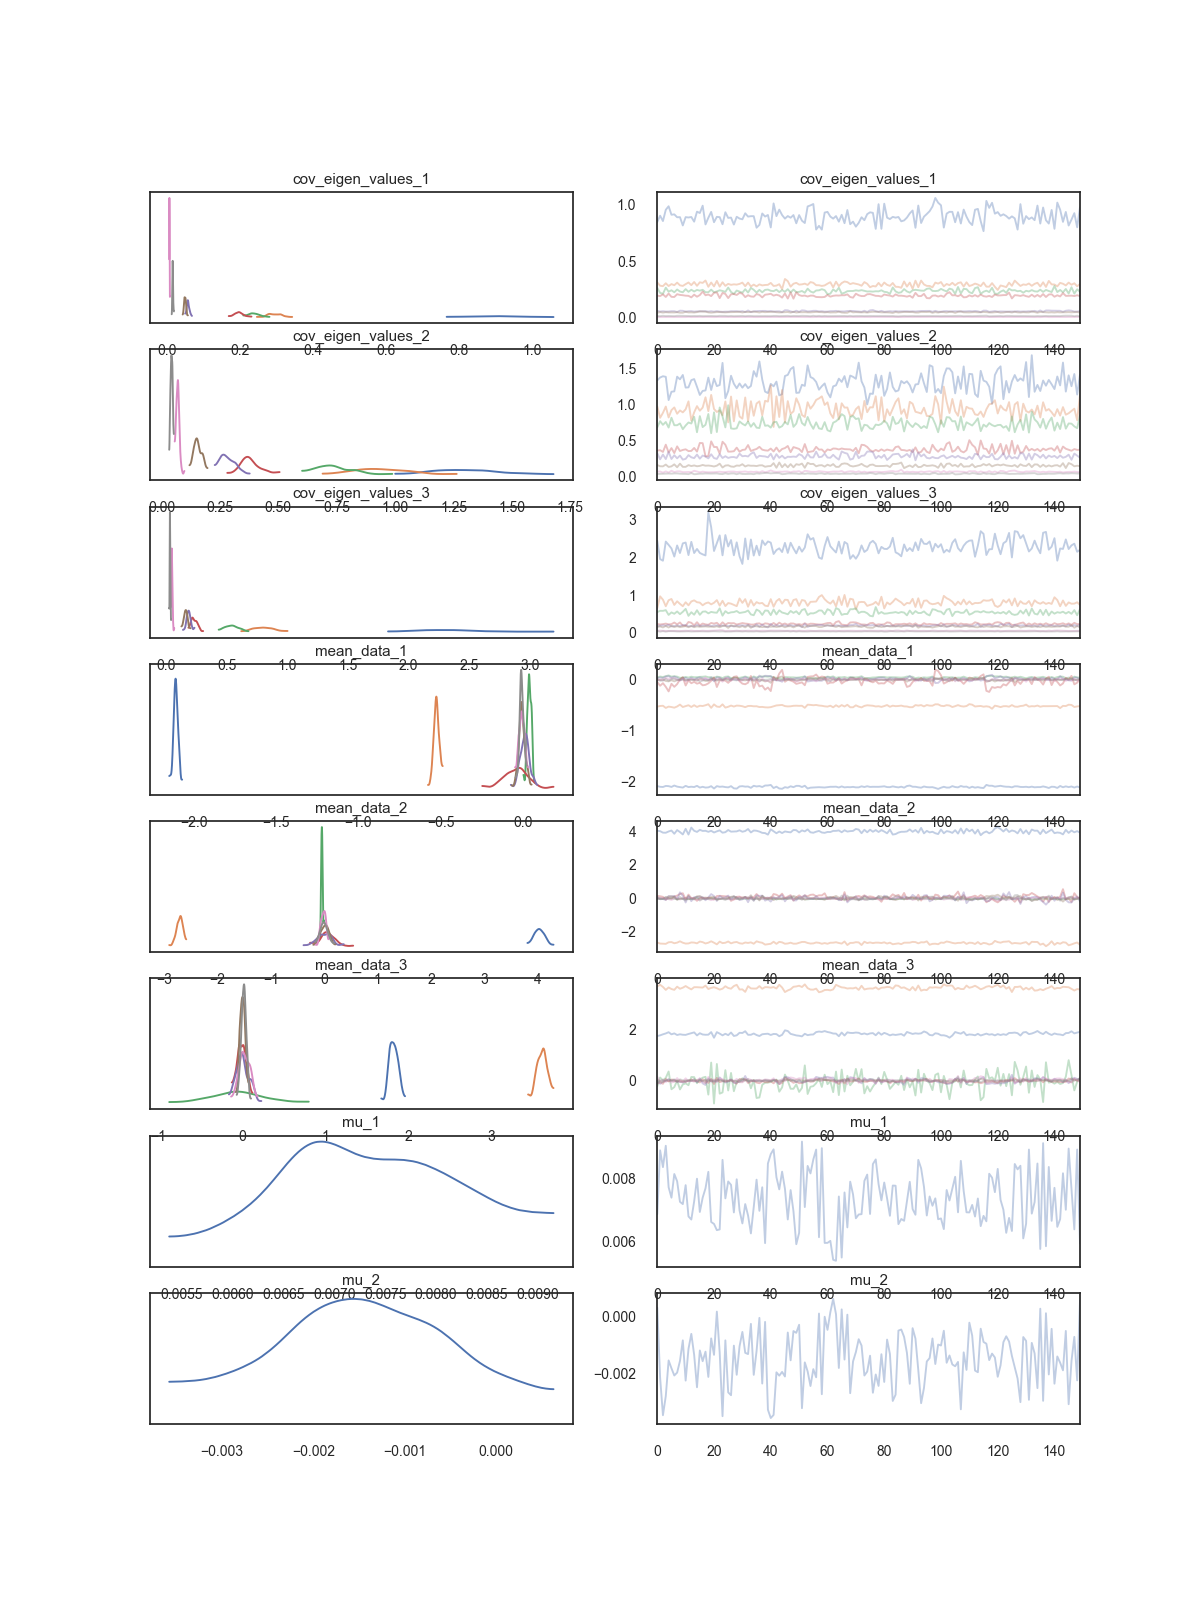 cov_eigen_values_1 cov_eigen_values_1
1.0
0.5
0.0
cov_eigen_values_2 cov_eigen_values_2
0.0 0.2 0.4 0.6 0.8 1.0 0 20 40 60 80 100 120 140
1.5
1.0
0.5
0.0
cov_eigen_values_3 cov_eigen_values_3
0.00 0.25 0.50 0.75 1.00 1.25 1.50 1.75 0 20 40 60 80 100 120 140
3
2
1
0
mean_data_1 mean_data_1
0.0 0.5 1.0 1.5 2.0 2.5 3.0 0 20 40 60 80 100 120 140
0
−1
−2
mean_data_2 mean_data_2
−2.0 −1.5 −1.0 −0.5 0.0 0 20 40 60 80 100 120 140
4
2
0
−2
mean_data_3 mean_data_3
−3 −2 −1 0 1 2 3 4 0 20 40 60 80 100 120 140
2
0
mu_1 mu_1
−1 0 1 2 3 0 20 40 60 80 100 120 140
0.008
0.006
mu_2 mu_2
0.0055 0.0060 0.0065 0.0070 0.0075 0.0080 0.0085 0.0090 0 20 40 60 80 100 120 140
0.000
−0.002
−0.003 −0.002 −0.001 0.000 0 20 40 60 80 100 120 140